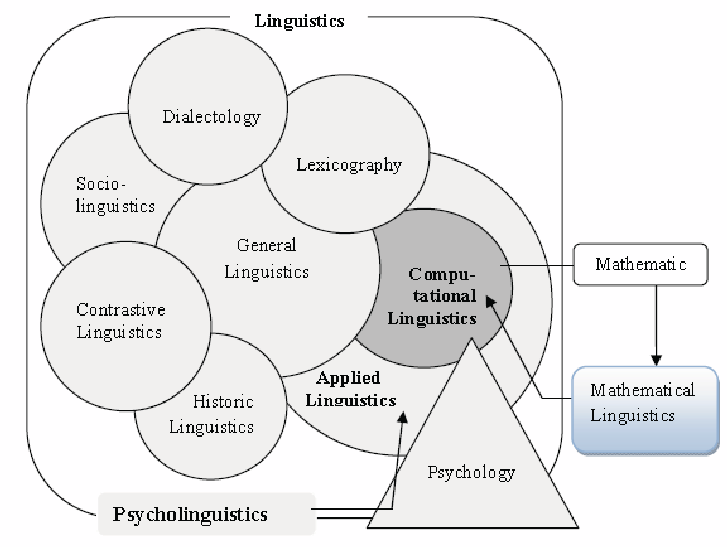 Linguistics
Dialectology
Lexicography
Socio-
linguistics
General
Linguistics
Compu-
tational
Linguistics
Mathematic
Contrastive
Linguistics
Applied
Linguistics
Historic
Linguistics
Mathematical
Linguistics
Psychology
Psycholinguistics